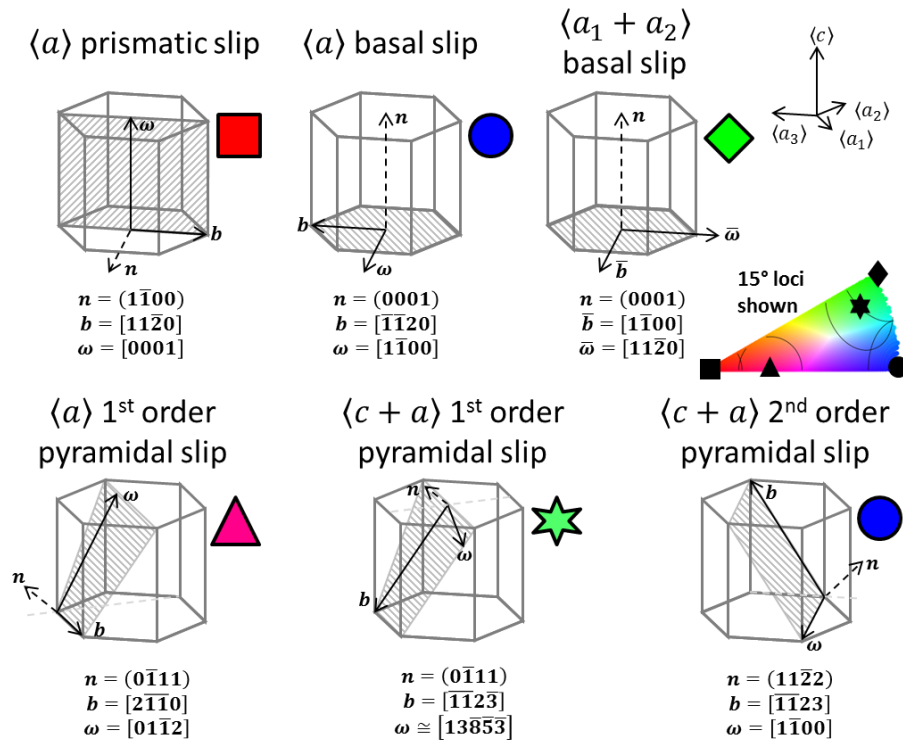 ⟨a⟩ prismatic slip
ω
b
n
n = (11̅00)
b = [112̅0]
ω = [0001]
⟨a⟩ basal slip
n
b
ω
n = (0001)
b = [1̅1̅20]
ω = [11̅00]
⟨a₁ + a₂⟩
basal slip
n
ω̅
b̅
n = (0001)
b̅ = [11̅00]
ω̅ = [112̅0]
⟨c⟩
⟨a₂⟩
⟨a₃⟩
⟨a₁⟩
15° loci
shown
⟨a⟩ 1st order
pyramidal slip
ω
n
b
n = (01̅11)
b = [21̅1̅0]
ω = [011̅2]
⟨c + a⟩ 1st order
pyramidal slip
n
ω
b
n = (01̅11)
b = [1̅1̅23̅]
ω ≅ [138̅5̅3̅]
⟨c + a⟩ 2nd order
pyramidal slip
b
n
ω
n = (112̅2)
b = [1̅1̅23]
ω = [11̅00]